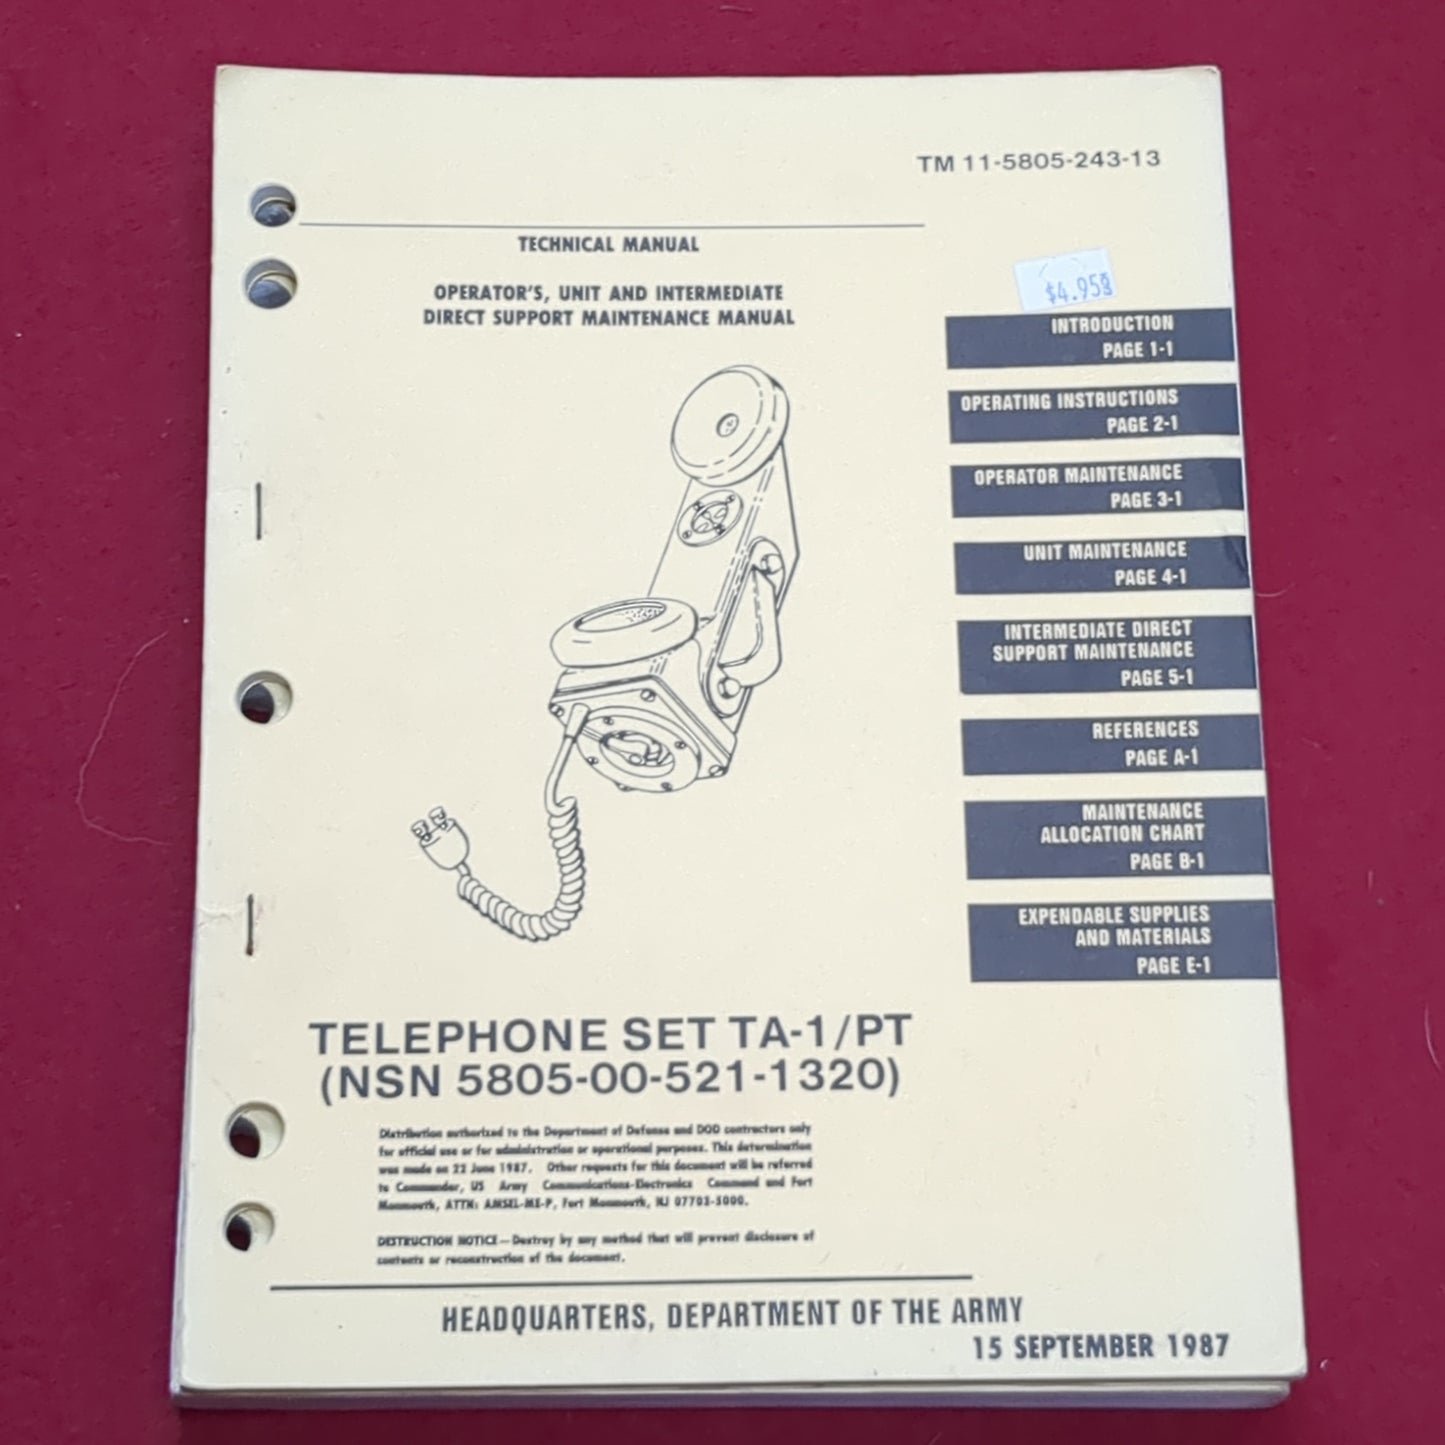 TM 11-5805-243-13
TECHNICAL MANUAL
OPERATOR'S, UNIT AND INTERMEDIATE
DIRECT SUPPORT MAINTENANCE MANUAL
$4.95
INTRODUCTION
PAGE 1-1
OPERATING INSTRUCTIONS
PAGE 2-1
OPERATOR MAINTENANCE
PAGE 3-1
UNIT MAINTENANCE
PAGE 4-1
INTERMEDIATE DIRECT
SUPPORT MAINTENANCE
PAGE 5-1
REFERENCES
PAGE A-1
MAINTENANCE
ALLOCATION CHART
PAGE B-1
EXPENDABLE SUPPLIES
AND MATERIALS
PAGE E-1
TELEPHONE SET TA-1/PT
(NSN 5805-00-521-1320)
Distribution authorized to the Department of Defense and DOD contractors only
for official use or for administration or operational purposes. This determination
was made on 22 June 1987. Other requests for this document will be referred
to Commander, US Army Communications-Electronics Command and Fort
Monmouth, ATTN: AMSEL-ME-P, Fort Monmouth, NJ 07703-5000.
DESTRUCTION NOTICE—Destroy by any method that will prevent disclosure of
contents or reconstruction of the document.
HEADQUARTERS, DEPARTMENT OF THE ARMY
15 SEPTEMBER 1987